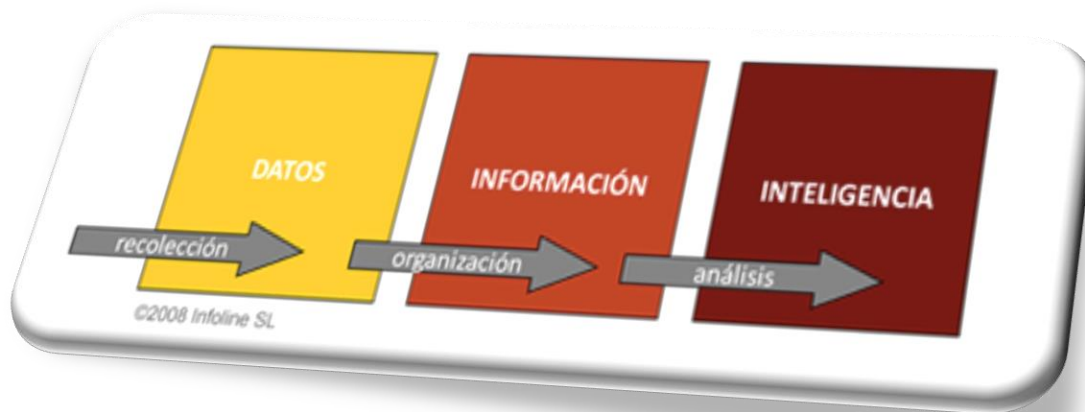 DATOS
INFORMACIÓN
INTELIGENCIA
recolección
organización
análisis
©2008 Infoline SL